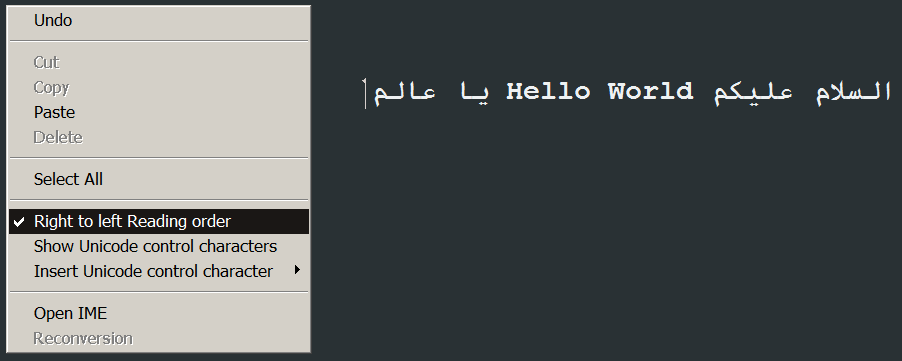 Undo
Cut
Copy
Paste
Delete
Select All
Right to left Reading order
Show Unicode control characters
Insert Unicode control character
Open IME
Reconversion
السلام عليكم Hello World يا عالم